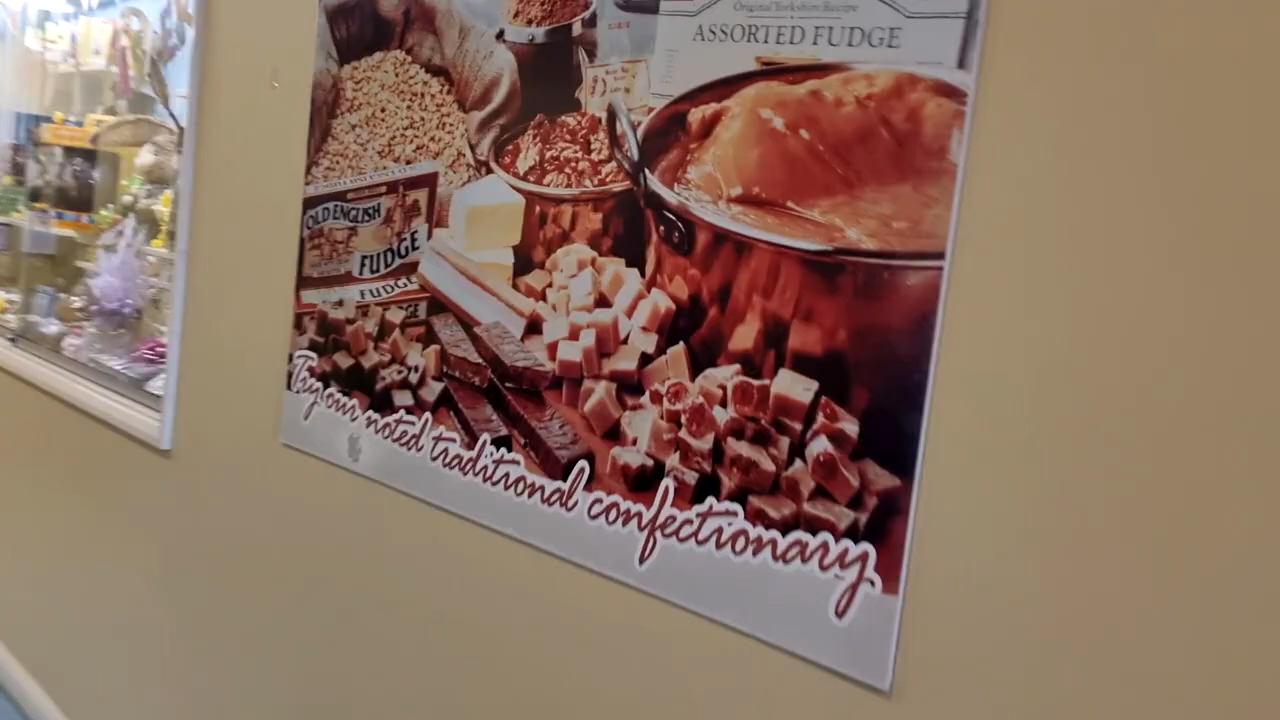 Original Yorkshire Recipe
ASSORTED FUDGE
OLD ENGLISH
FUDGE
FUDGE
Try our noted traditional confectionary